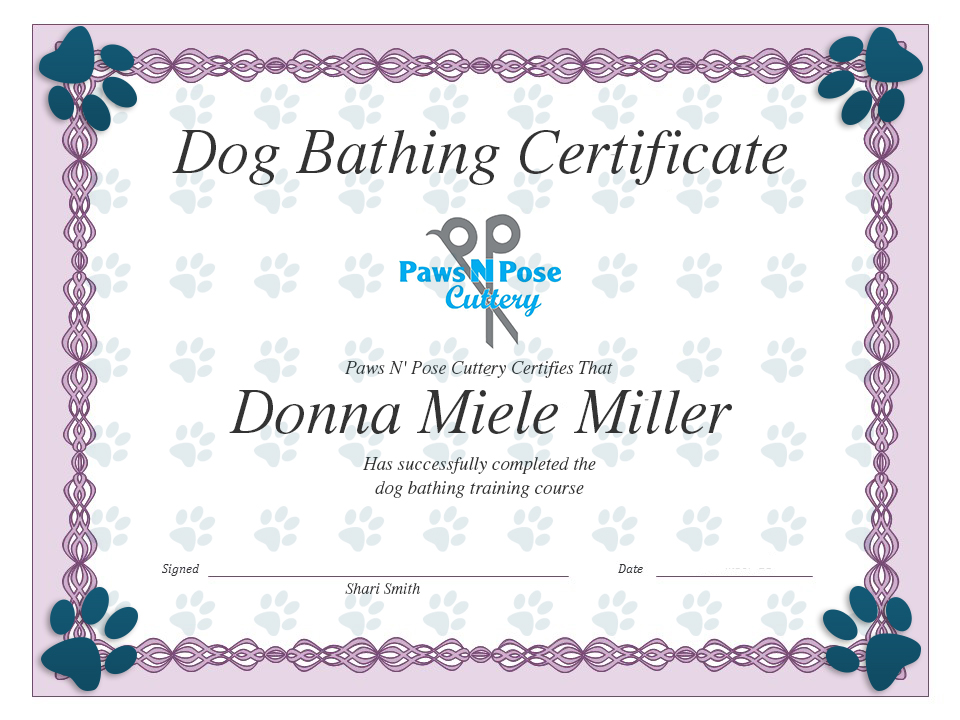 Dog Bathing Certificate
Paws N Pose
Cuttery
Paws N' Pose Cuttery Certifies That
Donna Miele Miller
Has successfully completed the
dog bathing training course
Signed
Date
Shari Smith